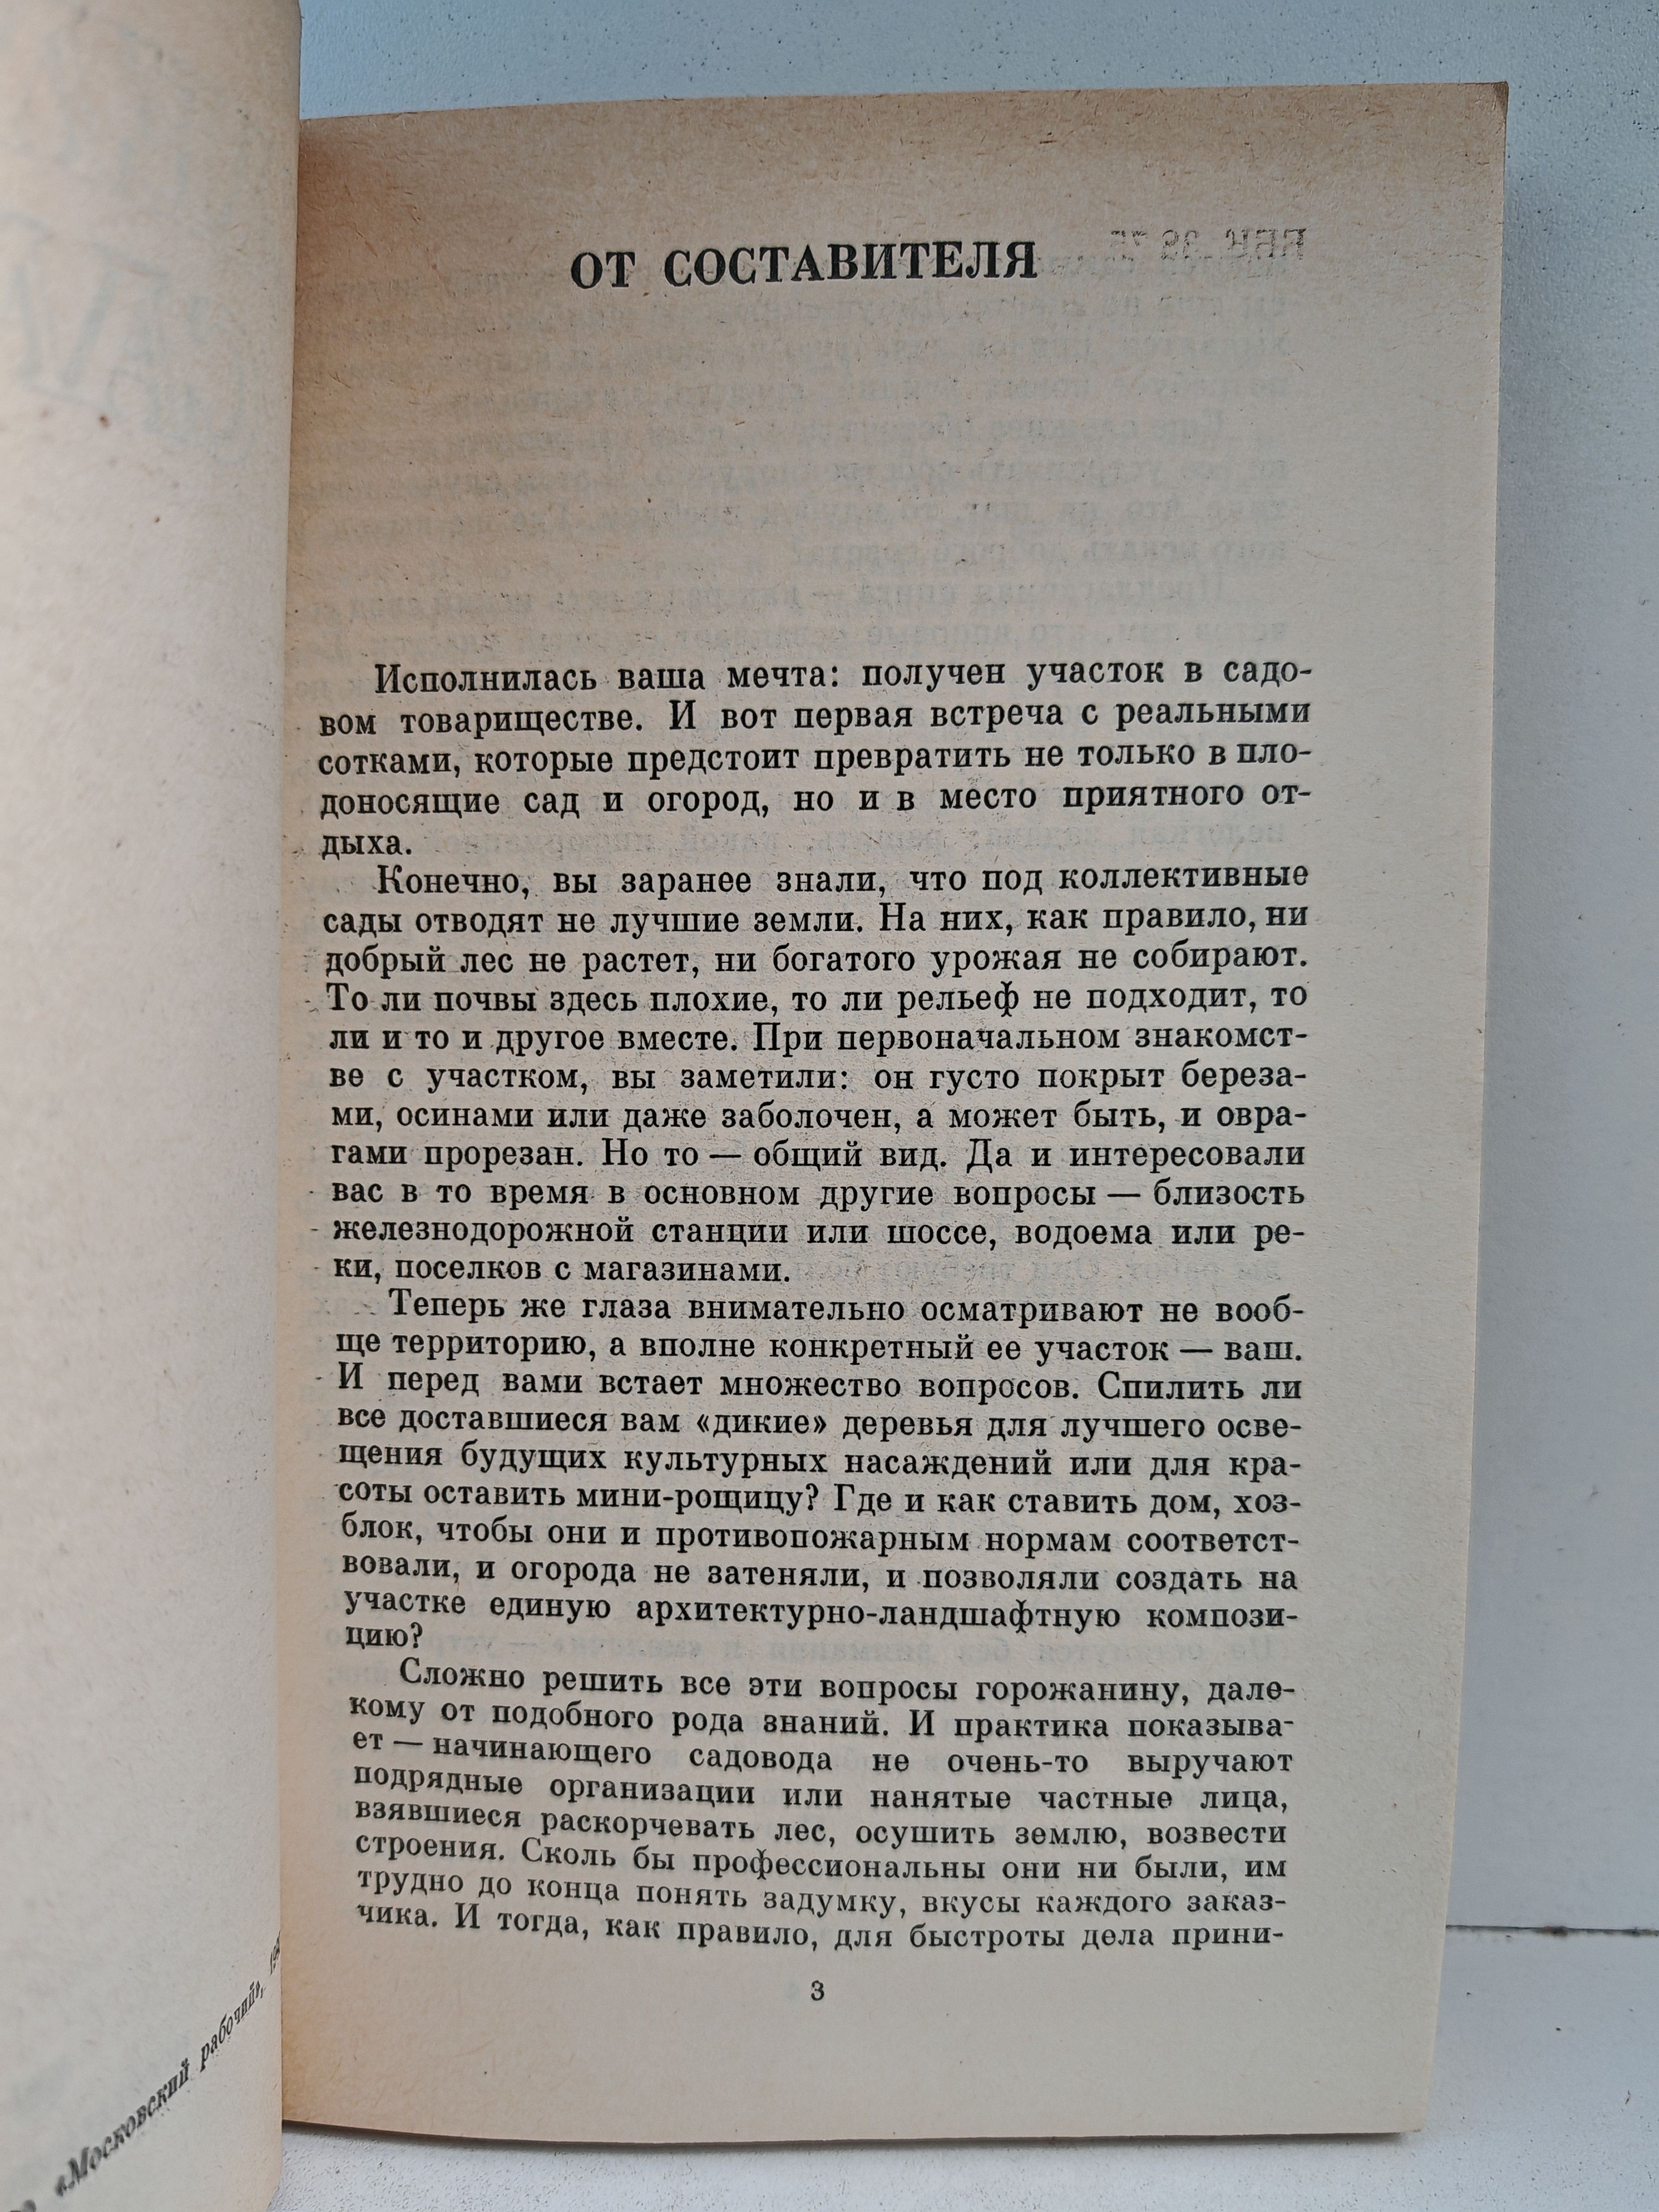 ОТ СОСТАВИТЕЛЯ
Исполнилась ваша мечта: получен участок в садо-
вом товариществе. И вот первая встреча с реальными
сотками, которые предстоит превратить не только в пло-
доносящие сад и огород, но и в место приятного от-
дыха.
Конечно, вы заранее знали, что под коллективные
сады отводят не лучшие земли. На них, как правило, ни
добрый лес не растет, ни богатого урожая не собирают.
То ли почвы здесь плохие, то ли рельеф не подходит, то
ли и то и другое вместе. При первоначальном знакомст-
ве с участком, вы заметили: он густо покрыт береза-
ми, осинами или даже заболочен, а может быть, и овра-
гами прорезан. Но то — общий вид. Да и интересовали
вас в то время в основном другие вопросы — близость
железнодорожной станции или шоссе, водоема или ре-
ки, поселков с магазинами.
Теперь же глаза внимательно осматривают не вооб-
ще территорию, а вполне конкретный ее участок — ваш.
И перед вами встает множество вопросов. Спилить ли
все доставшиеся вам «дикие» деревья для лучшего осве-
щения будущих культурных насаждений или для кра-
соты оставить мини-рощицу? Где и как ставить дом, хоз-
блок, чтобы они и противопожарным нормам соответст-
вовали, и огорода не затеняли, и позволяли создать на
участке единую архитектурно-ландшафтную компози-
цию?
Сложно решить все эти вопросы горожанину, дале-
кому от подобного рода знаний. И практика показыва-
ет — начинающего садовода не очень-то выручают
подрядные организации или нанятые частные лица,
взявшиеся раскорчевать лес, осушить землю, возвести
строения. Сколь бы профессиональны они ни были, им
трудно до конца понять задумку, вкусы каждого заказ-
чика. И тогда, как правило, для быстроты дела прини-
3
«Московский рабочий»,